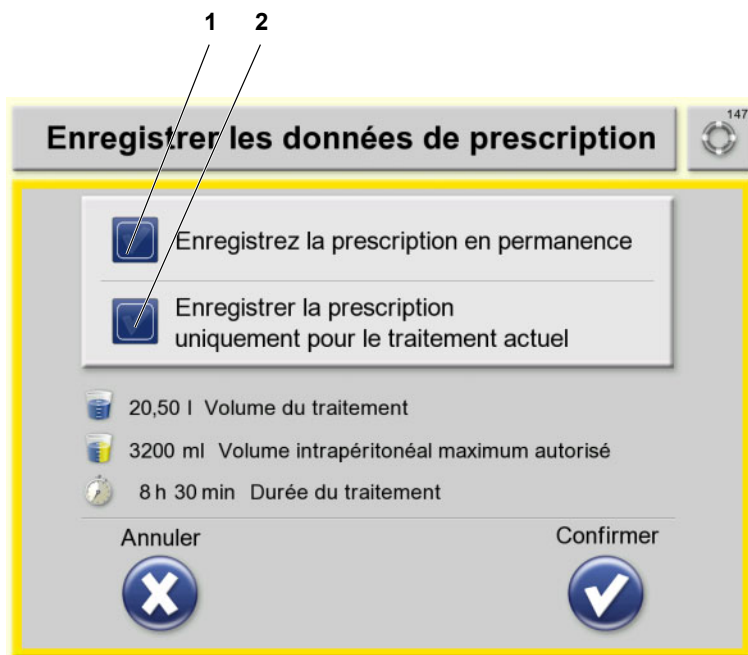 1 2
Enregistrer les données de prescription
147
Enregistrez la prescription en permanence
Enregistrer la prescription
uniquement pour le traitement actuel
20,50 l Volume du traitement
3200 ml Volume intrapéritonéal maximum autorisé
8 h 30 min Durée du traitement
Annuler Confirmer